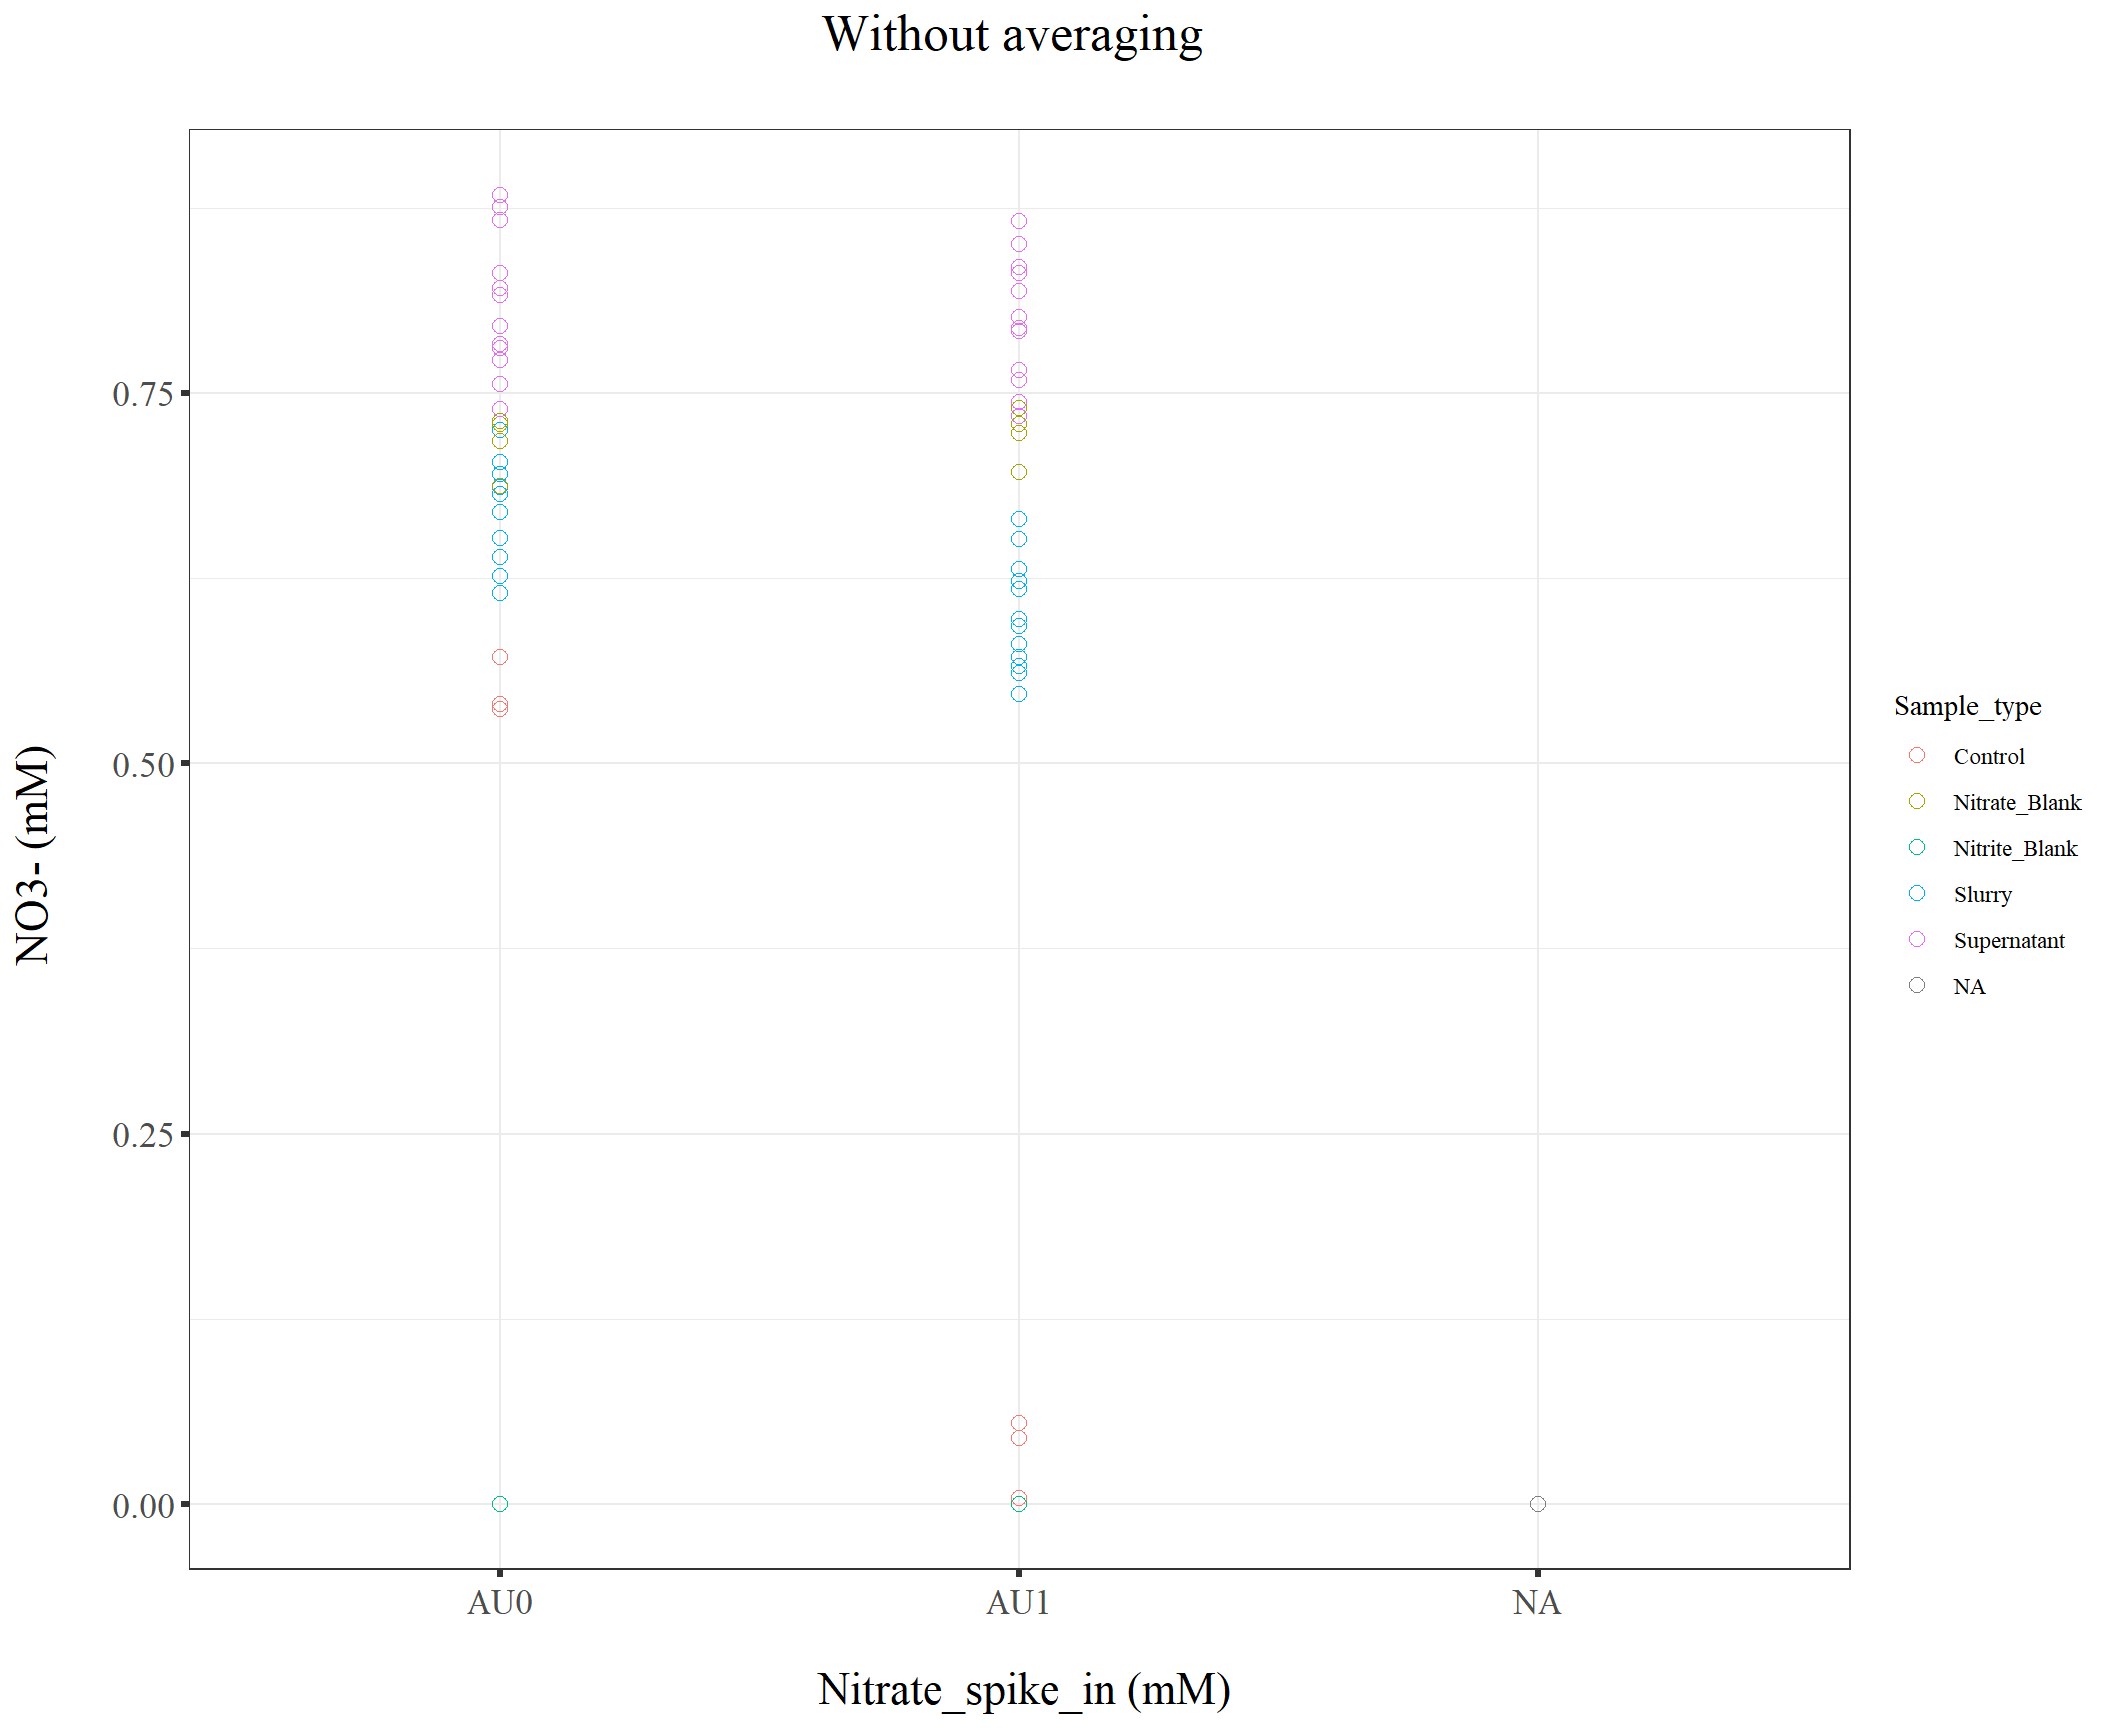 Without averaging
NO3- (mM)
0.75
0.50
0.25
0.00
AU0
AU1
NA
Nitrate_spike_in (mM)
Sample_type
Control
Nitrate_Blank
Nitrite_Blank
Slurry
Supernatant
NA